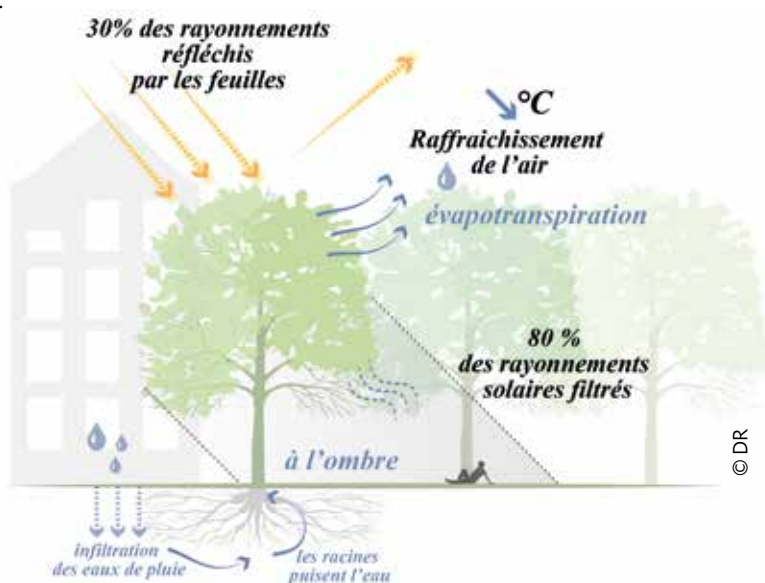 30% des rayonnements
réfléchis
par les feuilles
°C
Raffraichissement
de l'air
évapotranspiration
80 %
des rayonnements
solaires filtrés
à l'ombre
infiltration
des eaux de pluie
les racines
puisent l'eau
© DR